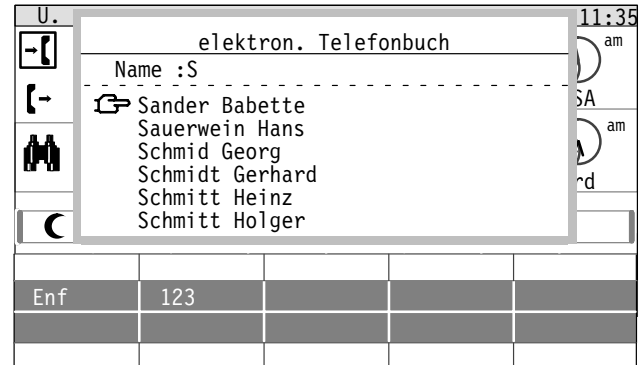 U. 11:35
elektron. Telefonbuch
am
Name :S
SA
Sander Babette
Sauerwein Hans
am
Schmid Georg
Schmidt Gerhard
rd
Schmitt Heinz
Schmitt Holger
Enf 123